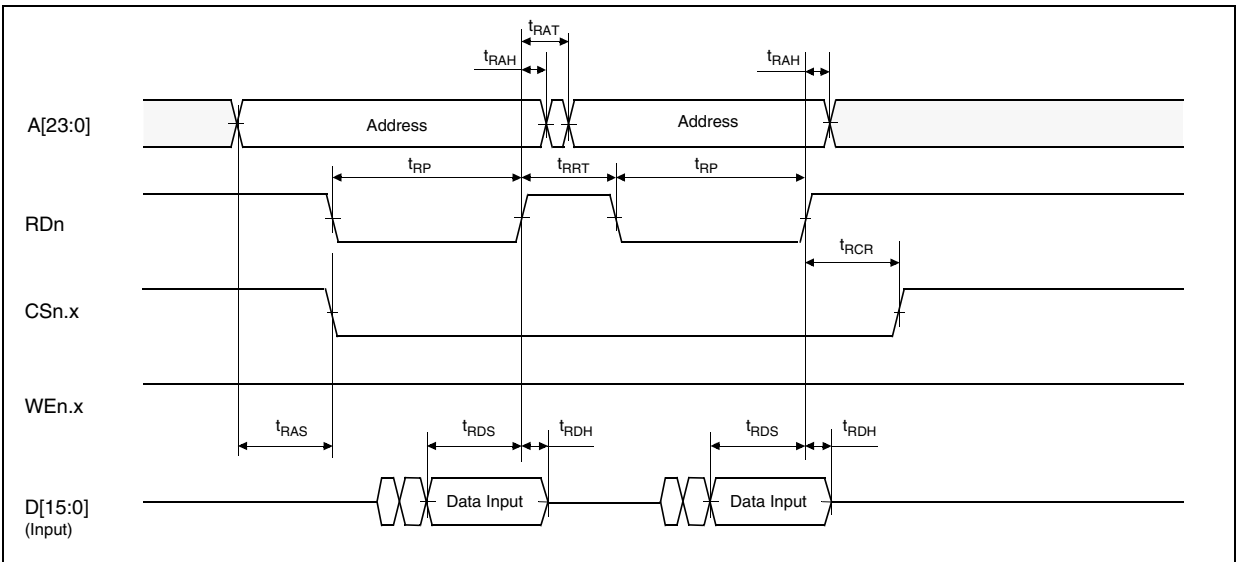 tRAT
tRAH
tRAH
A[23:0]
Address
Address
tRP
tRRT
tRP
RDn
tRCR
CSn.x
WEn.x
tRAS
tRDS
tRDH
tRDS
tRDH
D[15:0]
(Input)
Data Input
Data Input